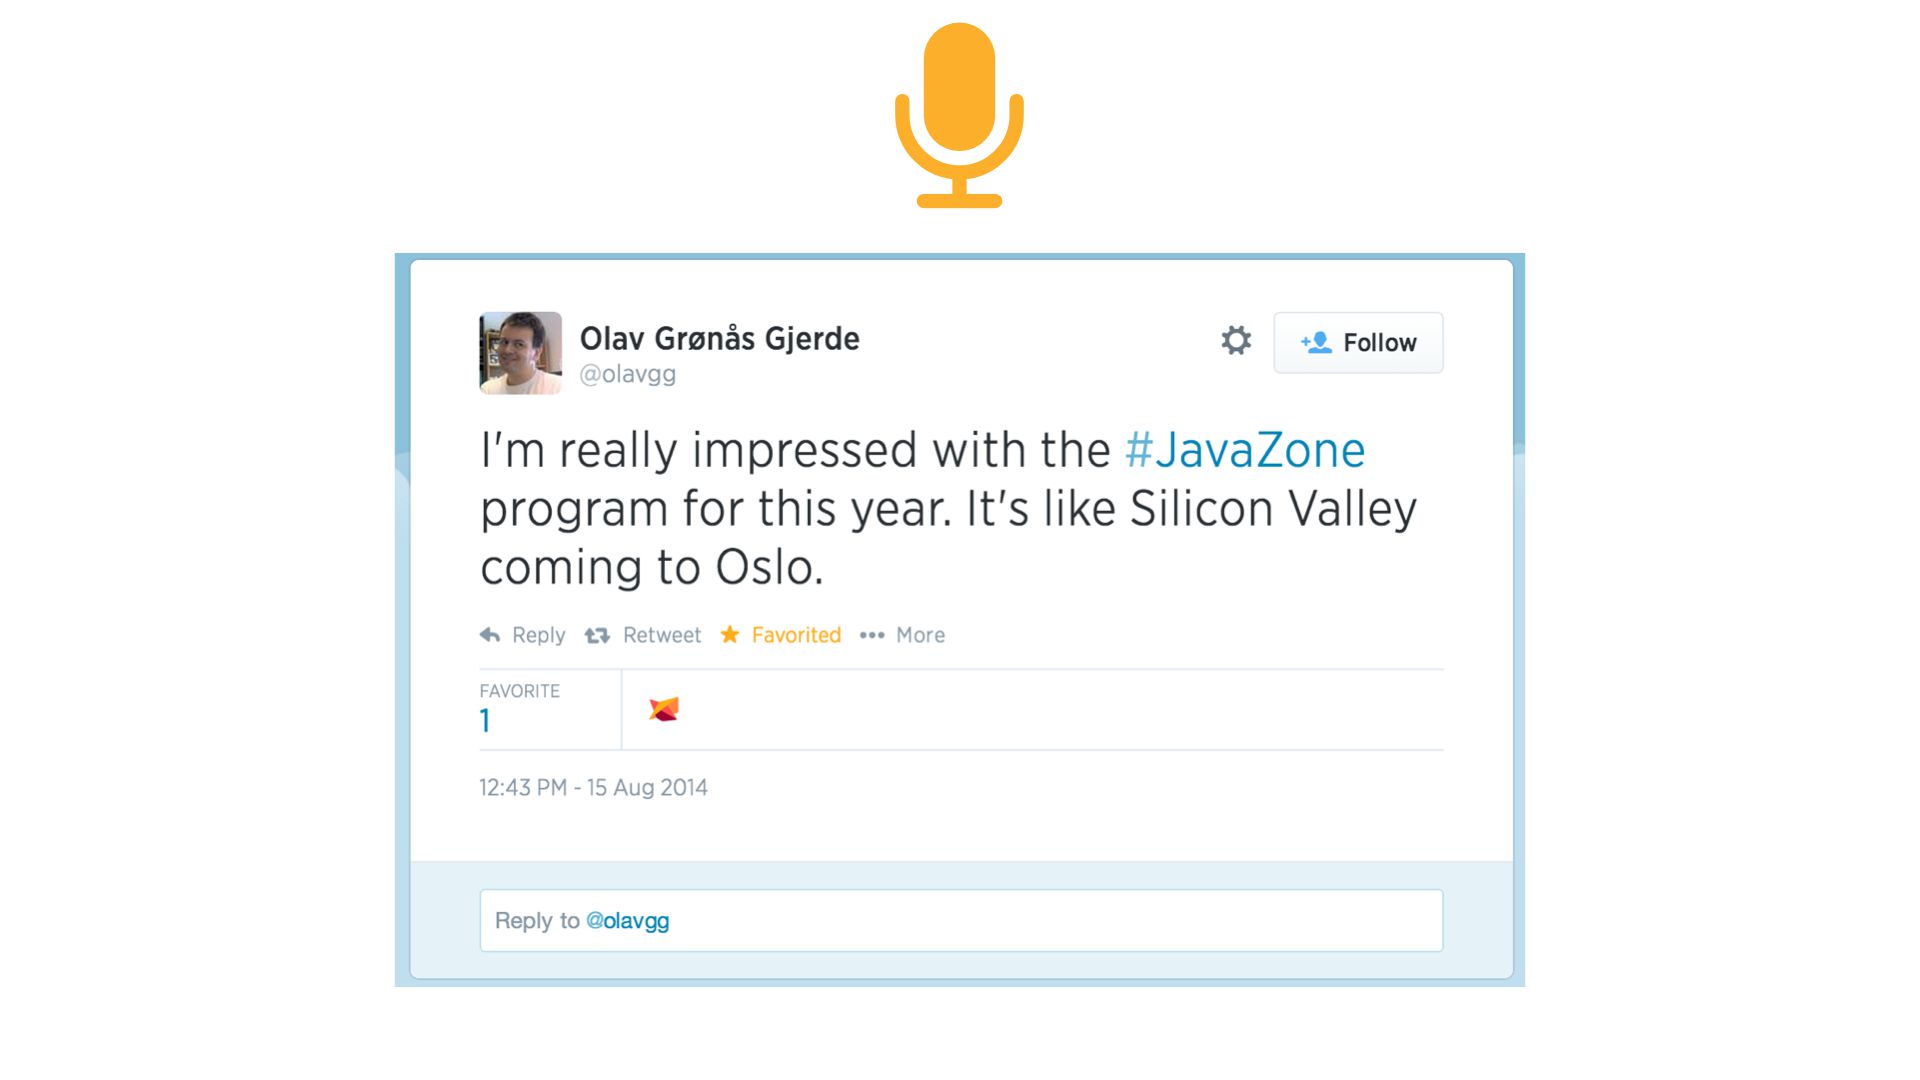 Olav Grønås Gjerde
@olavgg
Follow
I'm really impressed with the #JavaZone
program for this year. It's like Silicon Valley
coming to Oslo.
Reply Retweet Favorited More
FAVORITE
1
12:43 PM - 15 Aug 2014
Reply to @olavgg